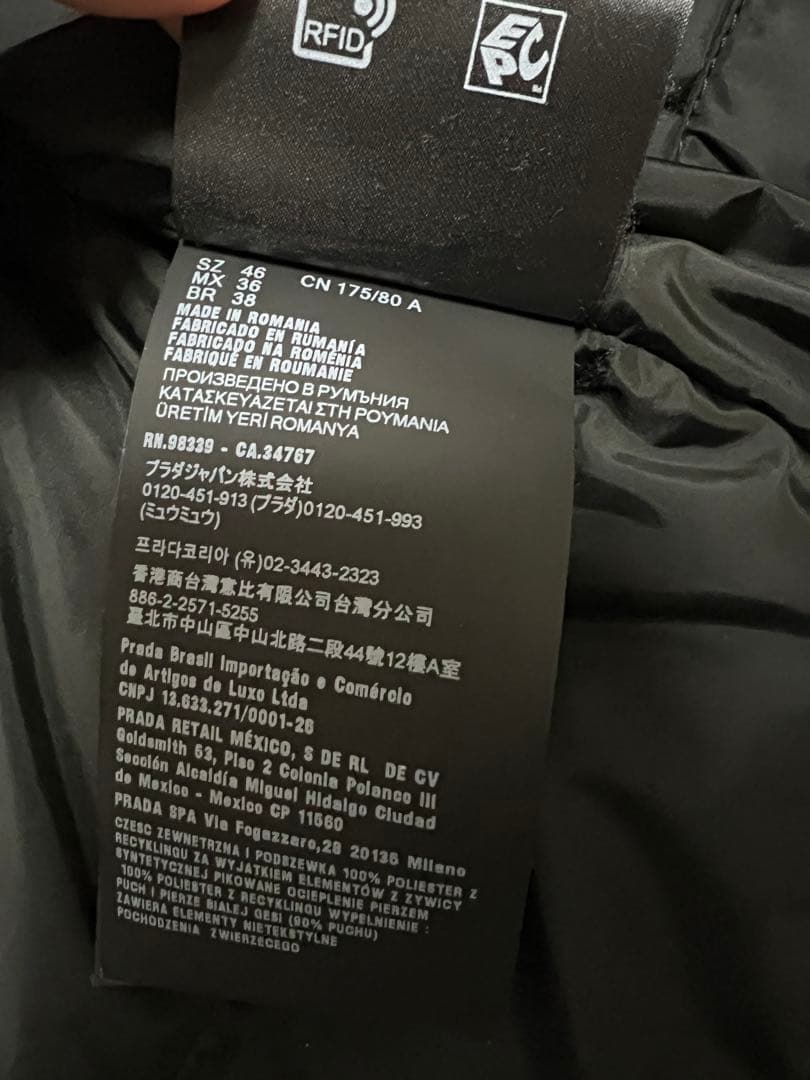 RFID
EPC
SZ 46
MX 36 CN 175/80 A
BR 38
MADE IN ROMANIA
FABRICADO EN RUMANÍA
FABRICADO NA ROMÉNIA
FABRIQUÉ EN ROUMANIE
ПРОИЗВЕДЕНО В РУМЪНИЯ
ΚΑΤΑΣΚΕΥΑΖΕΤΑΙ ΣΤΗ ΡΟΥΜΑΝΙΑ
ÜRETİM YERİ ROMANYA
RN.98339 - CA.34767
プラダジャパン株式会社
0120-451-913 (プラダ)0120-451-993
(ミュウミュウ)
프라다코리아 (유)02-3443-2323
香港商台灣意比有限公司台灣分公司
886-2-2571-5255
臺北市中山區中山北路二段44號12樓A室
Prada Brasil Importação e Comércio
de Artigos de Luxo Ltda
CNPJ 13.633.271/0001-26
PRADA RETAIL MÉXICO, S DE RL DE CV
Goldsmith 53, Piso 2 Colonia Polanco III
Sección Alcaldía Miguel Hidalgo Ciudad
de Mexico - Mexico CP 11560
PRADA SPA Via Fogazzaro,28 20135 Milano
CZESC ZEWNETRZNA I PODSZEWKA 100% POLIESTER Z
RECYKLINGU ZA WYJATKIEM ELEMENTÓW Z ZYWICY
SYNTETYCZNEJ PIKOWANE OCIEPLENIE PIERZEM
100% POLIESTER Z RECYKLINGU WYPELNIENIE :
PUCH I PIERZE BIALEJ GESI (90% PUCHU)
ZAWIERA ELEMENTY NIETEKSTYLNE
POCHODZENIA ZWIERZECEGO